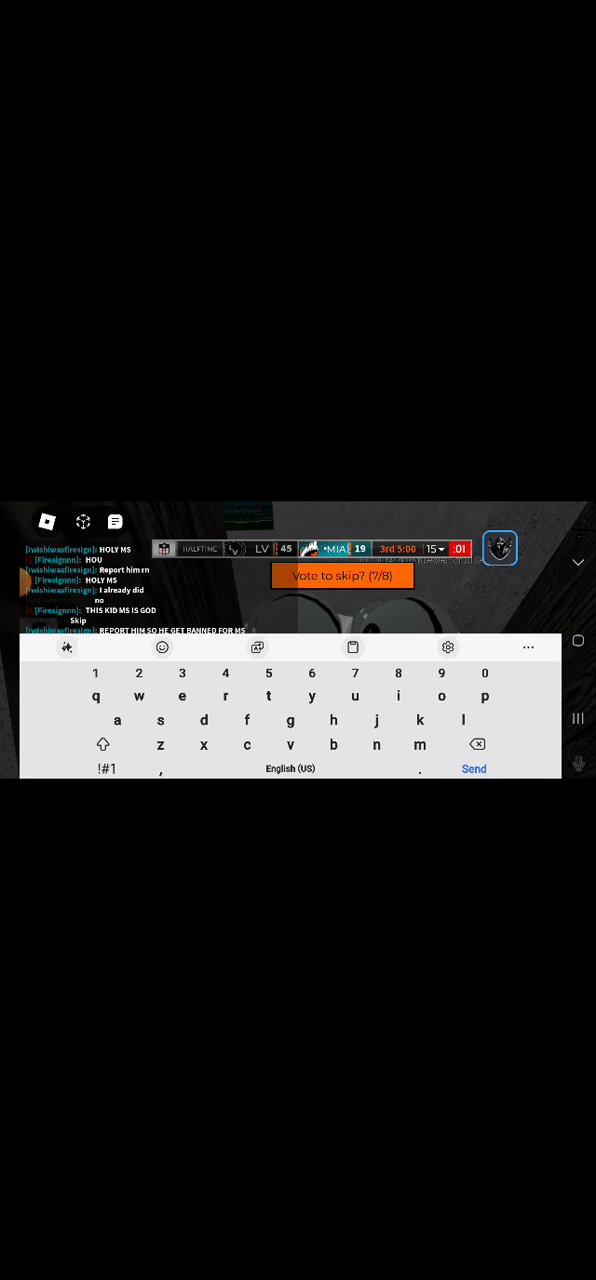 [Iwishiwasfiresign]: HOLY MS
[Firesignnn]: HOU
[Iwishiwasfiresign]: Report him rn
[Firesignnn]: HOLY MS
[Iwishiwasfiresign]: I already did
no
[Firesignnn]: THIS KID MS IS GOD
Skip
[Iwishiwasfiresign]: REPORT HIM SO HE GET BANNED FOR MS
HALFTIME LV 45 •MIA 19 3rd 5:00 15 :01
Vote to skip? (7/8)
1 2 3 4 5 6 7 8 9 0
q w e r t y u i o p
a s d f g h j k l
z x c v b n m
!#1 , English (US) . Send